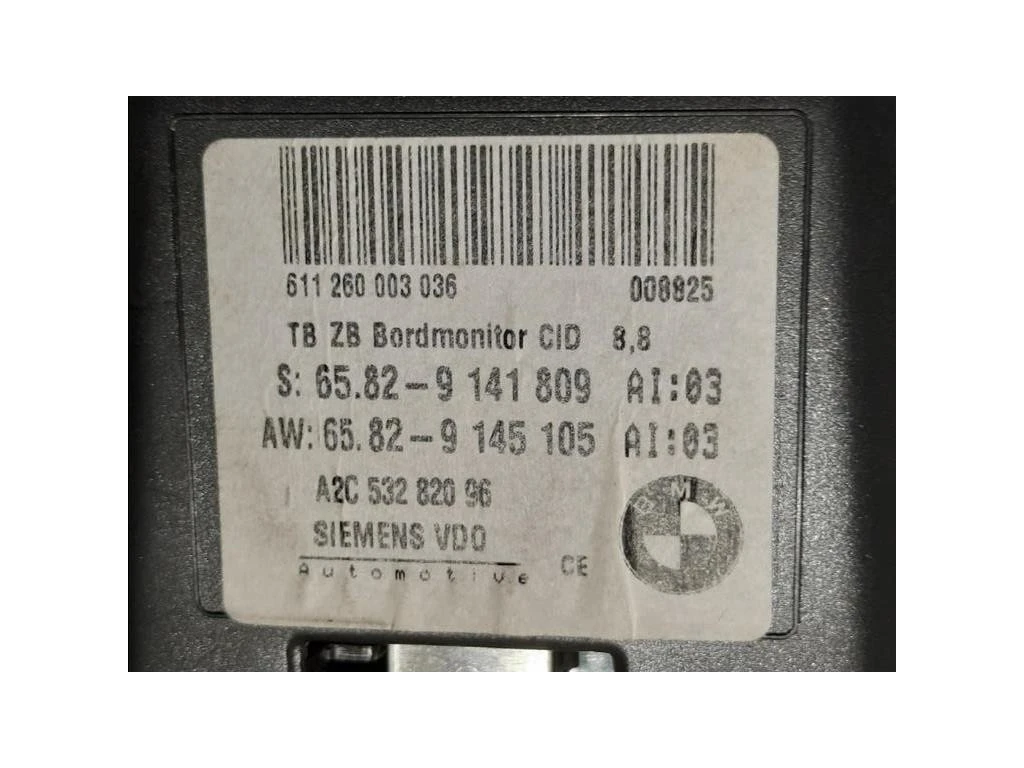 611 260 003 036 008825
TB ZB Bordmonitor CID 8,8
S: 65.82-9 141 809 AI:03
AW: 65.82-9 145 105 AI:03
A2C 532 820 96
SIEMENS VDO
Automotive CE
BMW